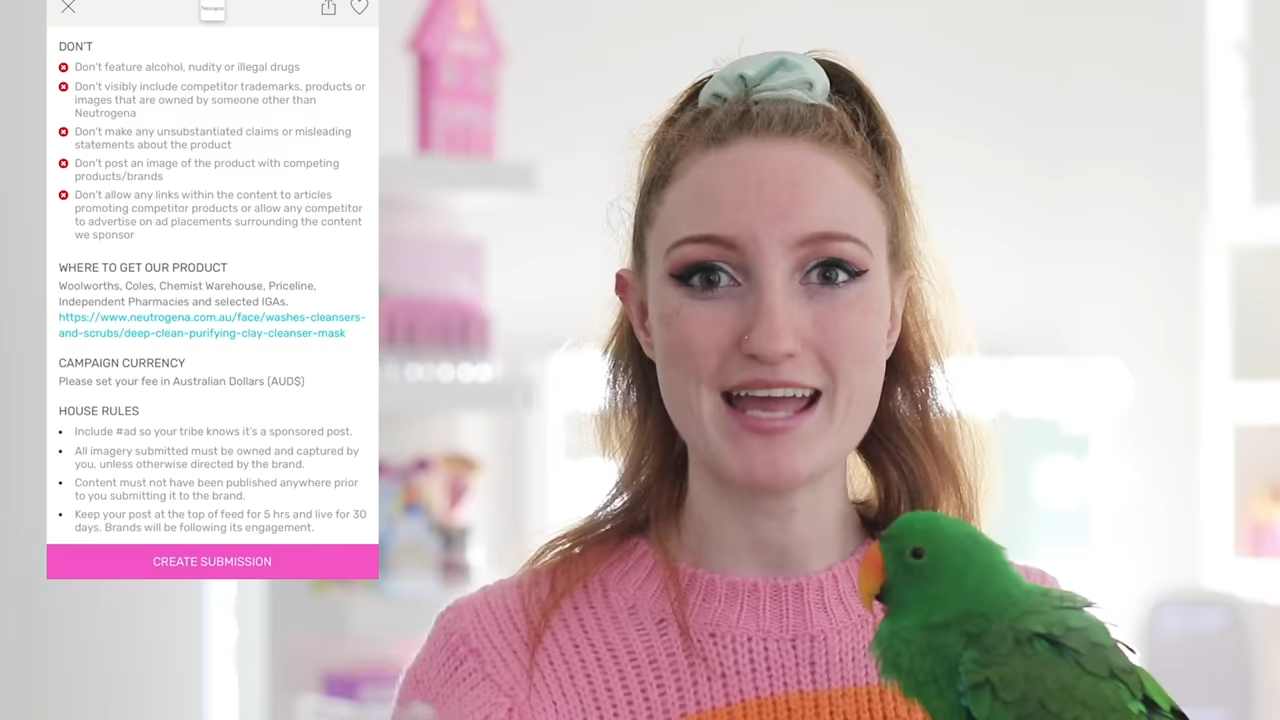 Neutrogena
DON'T
Don't feature alcohol, nudity or illegal drugs
Don't visibly include competitor trademarks, products or
images that are owned by someone other than
Neutrogena
Don't make any unsubstantiated claims or misleading
statements about the product
Don't post an image of the product with competing
products/brands
Don't allow any links within the content to articles
promoting competitor products or allow any competitor
to advertise on ad placements surrounding the content
we sponsor
WHERE TO GET OUR PRODUCT
Woolworths, Coles, Chemist Warehouse, Priceline,
Independent Pharmacies and selected IGAs.
https://www.neutrogena.com.au/face/washes-cleansers-
and-scrubs/deep-clean-purifying-clay-cleanser-mask
CAMPAIGN CURRENCY
Please set your fee in Australian Dollars (AUD$)
HOUSE RULES
Include #ad so your tribe knows it's a sponsored post.
All imagery submitted must be owned and captured by
you, unless otherwise directed by the brand.
Content must not have been published anywhere prior
to you submitting it to the brand.
Keep your post at the top of feed for 5 hrs and live for 30
days. Brands will be following its engagement.
CREATE SUBMISSION